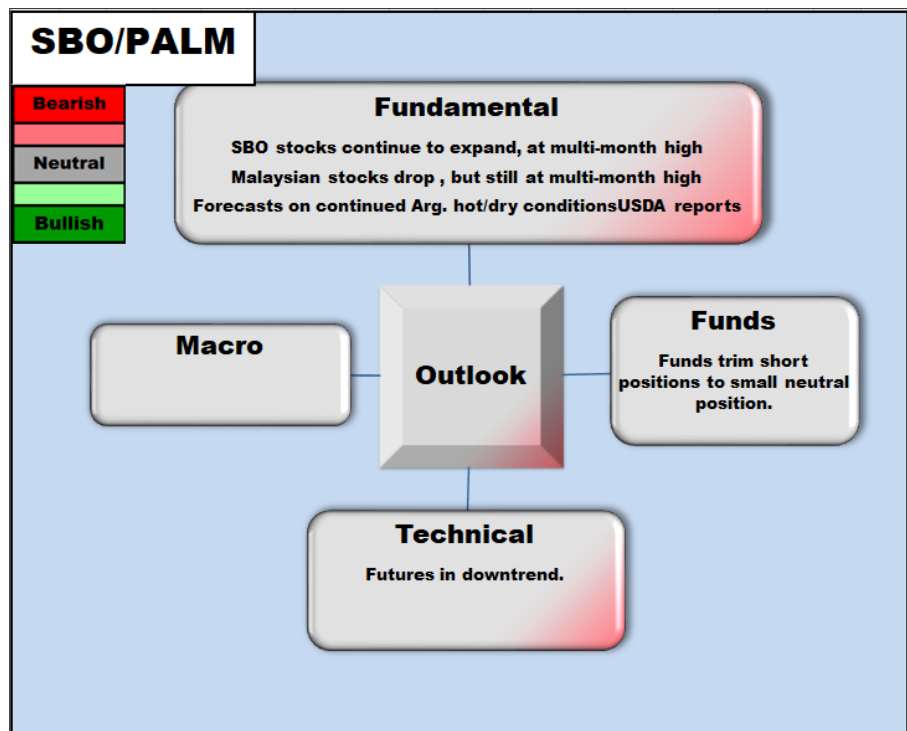 SBO/PALM
Bearish
Neutral
Bullish
Fundamental
SBO stocks continue to expand, at multi-month high
Malaysian stocks drop , but still at multi-month high
Forecasts on continued Arg. hot/dry conditionsUSDA reports
Macro
Outlook
Funds
Funds trim short
positions to small neutral
position.
Technical
Futures in downtrend.